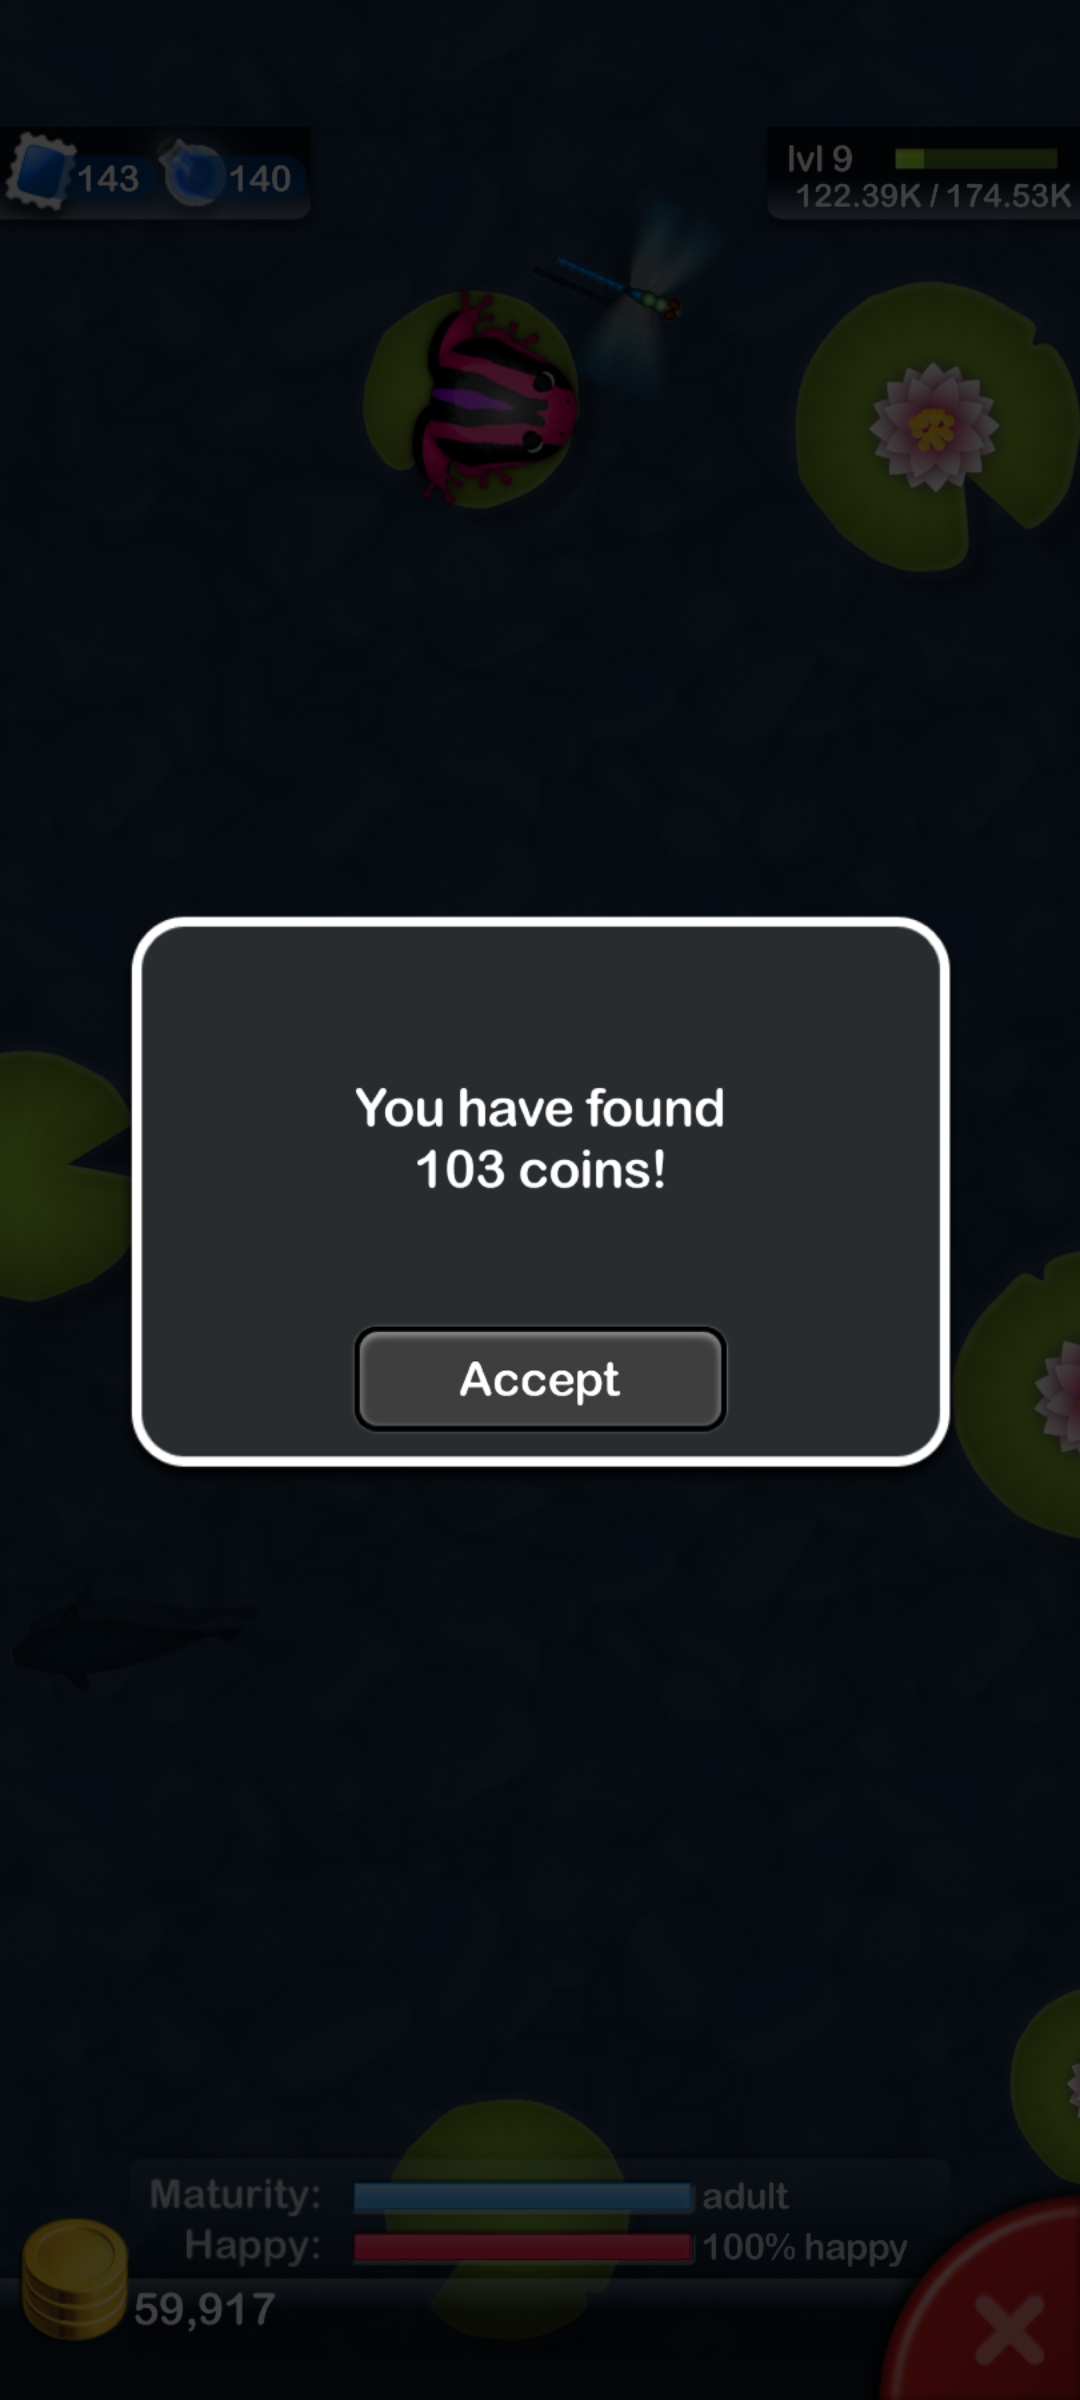 143 140
lvl 9
122.39K / 174.53K
You have found
103 coins!
Accept
Maturity: adult
Happy: 100% happy
59,917